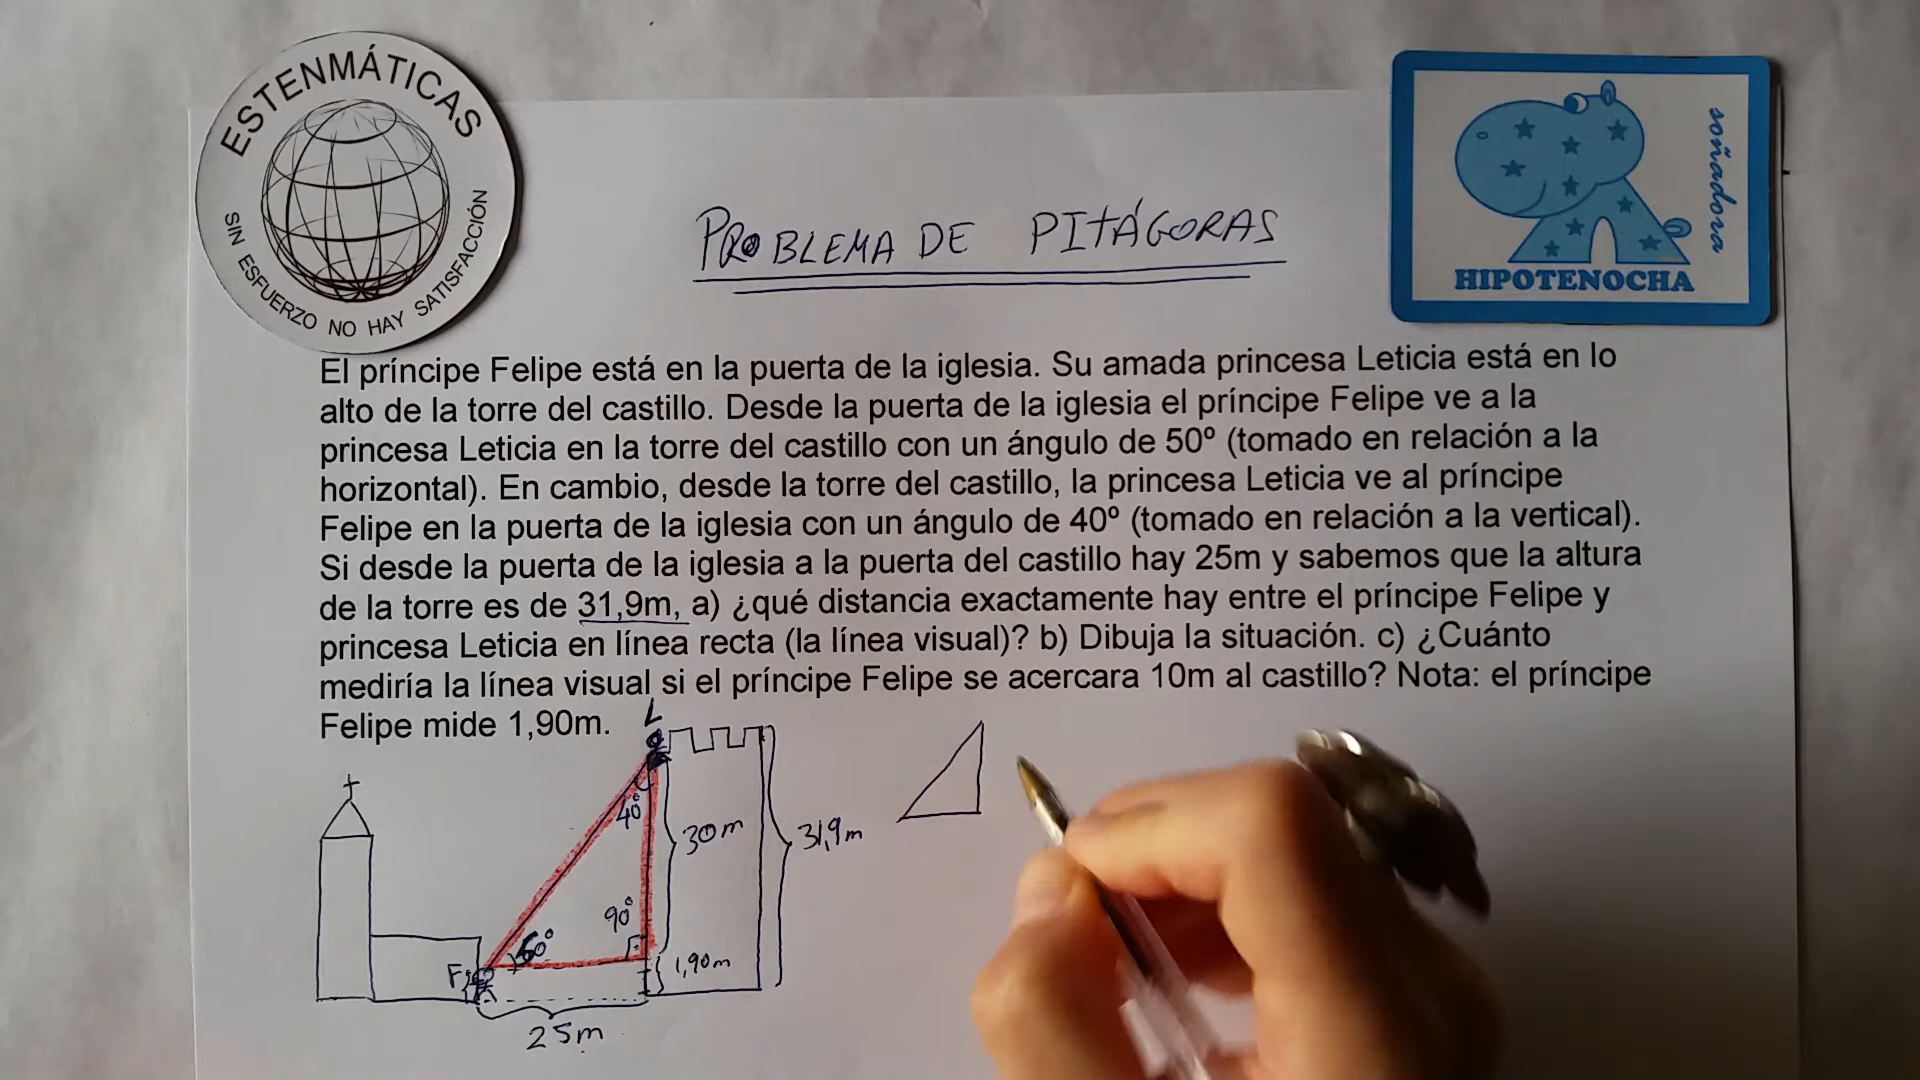 ESTENMÁTICAS
SIN ESFUERZO NO HAY SATISFACCIÓN
soñadora
HIPOTENOCHA
PROBLEMA DE PITÁGORAS
El príncipe Felipe está en la puerta de la iglesia. Su amada princesa Leticia está en lo
alto de la torre del castillo. Desde la puerta de la iglesia el príncipe Felipe ve a la
princesa Leticia en la torre del castillo con un ángulo de 50º (tomado en relación a la
horizontal). En cambio, desde la torre del castillo, la princesa Leticia ve al príncipe
Felipe en la puerta de la iglesia con un ángulo de 40º (tomado en relación a la vertical).
Si desde la puerta de la iglesia a la puerta del castillo hay 25m y sabemos que la altura
de la torre es de 31,9m, a) ¿qué distancia exactamente hay entre el príncipe Felipe y
princesa Leticia en línea recta (la línea visual)? b) Dibuja la situación. c) ¿Cuánto
mediría la línea visual si el príncipe Felipe se acercara 10m al castillo? Nota: el príncipe
Felipe mide 1,90m.
L
40°
30 m
31,9 m
90°
50°
F
1,90 m
25 m